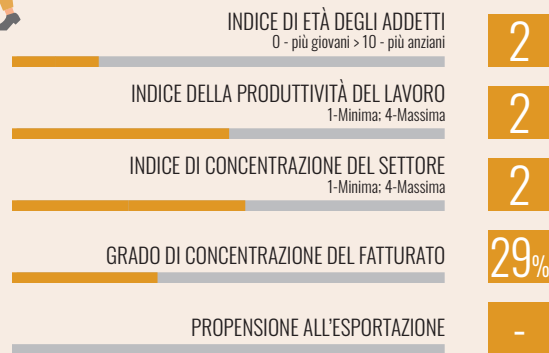 INDICE DI ETÀ DEGLI ADDETTI
0 - più giovani > 10 - più anziani
2
INDICE DELLA PRODUTTIVITÀ DEL LAVORO
1-Minima; 4-Massima
2
INDICE DI CONCENTRAZIONE DEL SETTORE
1-Minima; 4-Massima
2
GRADO DI CONCENTRAZIONE DEL FATTURATO
29%
PROPENSIONE ALL'ESPORTAZIONE
-